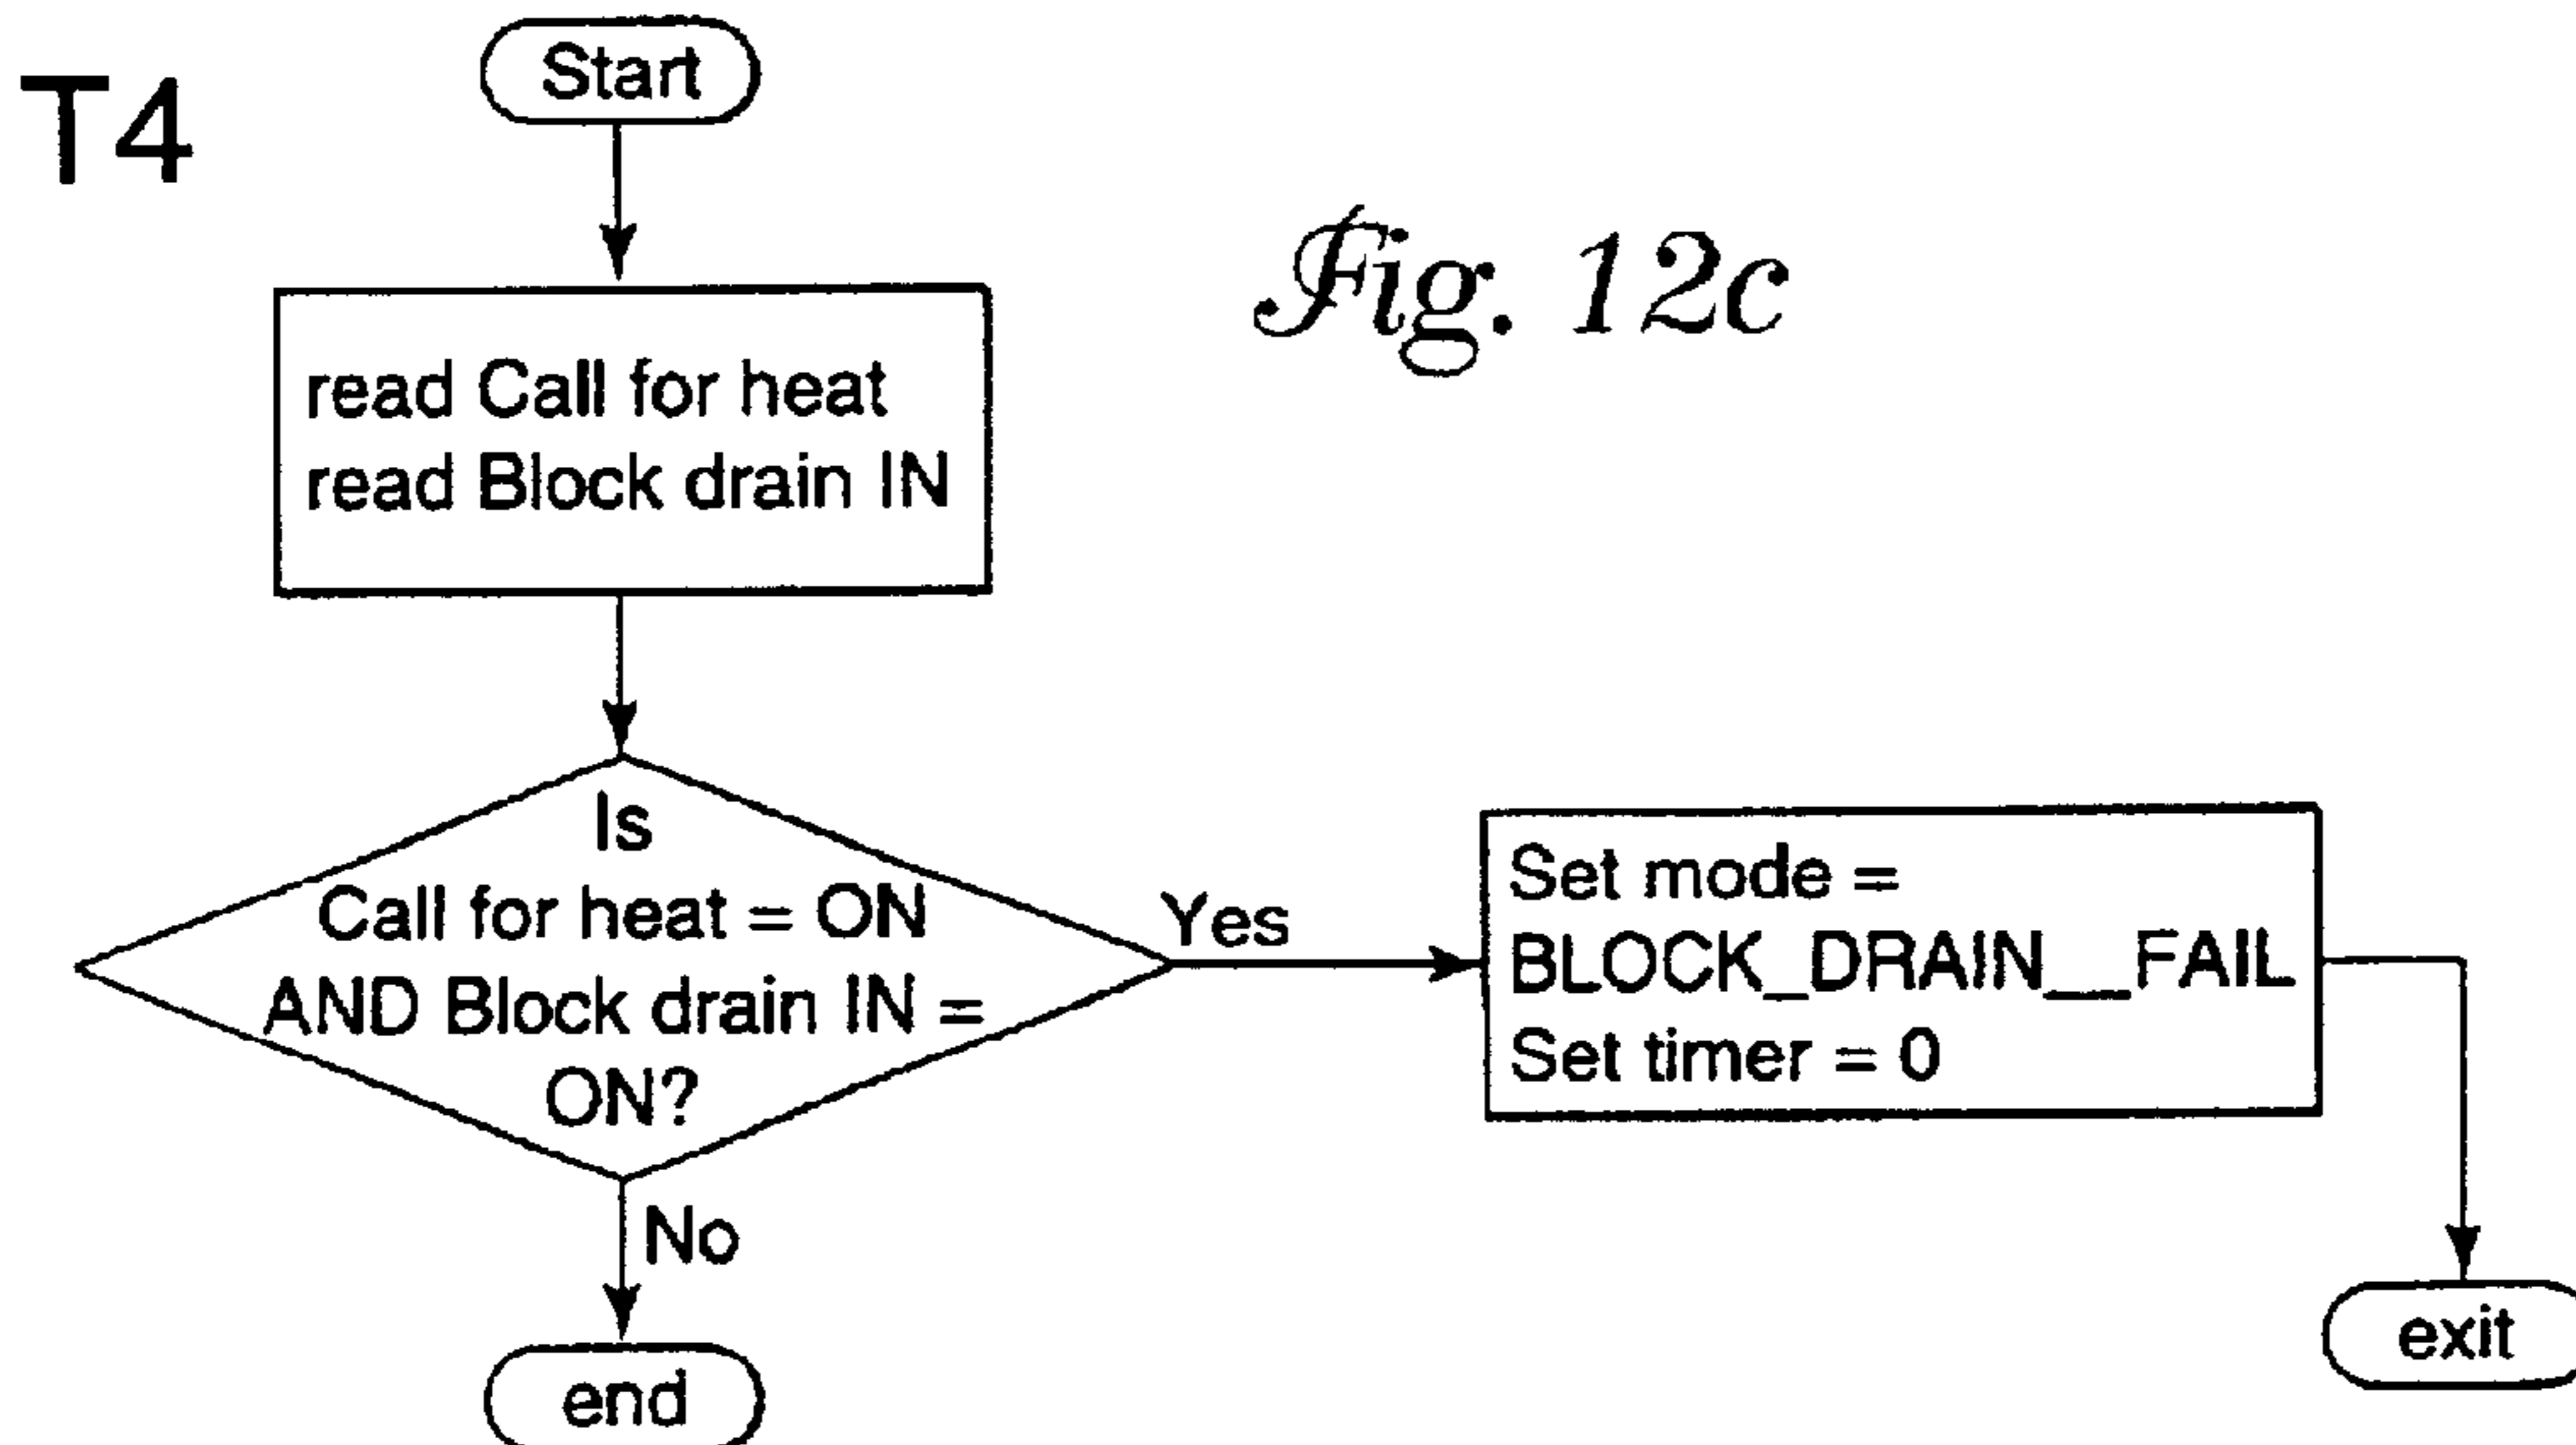 T4
Start
Fig. 12c
read Call for heat
read Block drain IN
Is
Call for heat = ON
AND Block drain IN =
ON?
Yes
Set mode =
BLOCK_DRAIN__FAIL
Set timer = 0
No
end
exit